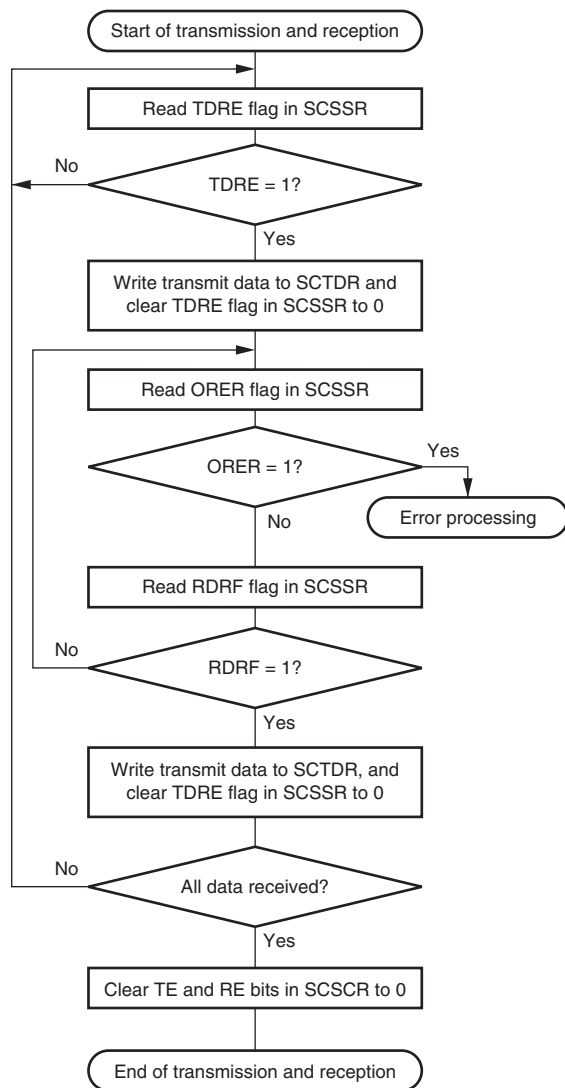 Start of transmission and reception
Read TDRE flag in SCSSR
No
TDRE = 1?
Yes
Write transmit data to SCTDR and
clear TDRE flag in SCSSR to 0
Read ORER flag in SCSSR
Yes
ORER = 1?
No
Error processing
Read RDRF flag in SCSSR
No
RDRF = 1?
Yes
Write transmit data to SCTDR, and
clear TDRE flag in SCSSR to 0
No
All data received?
Yes
Clear TE and RE bits in SCSCR to 0
End of transmission and reception